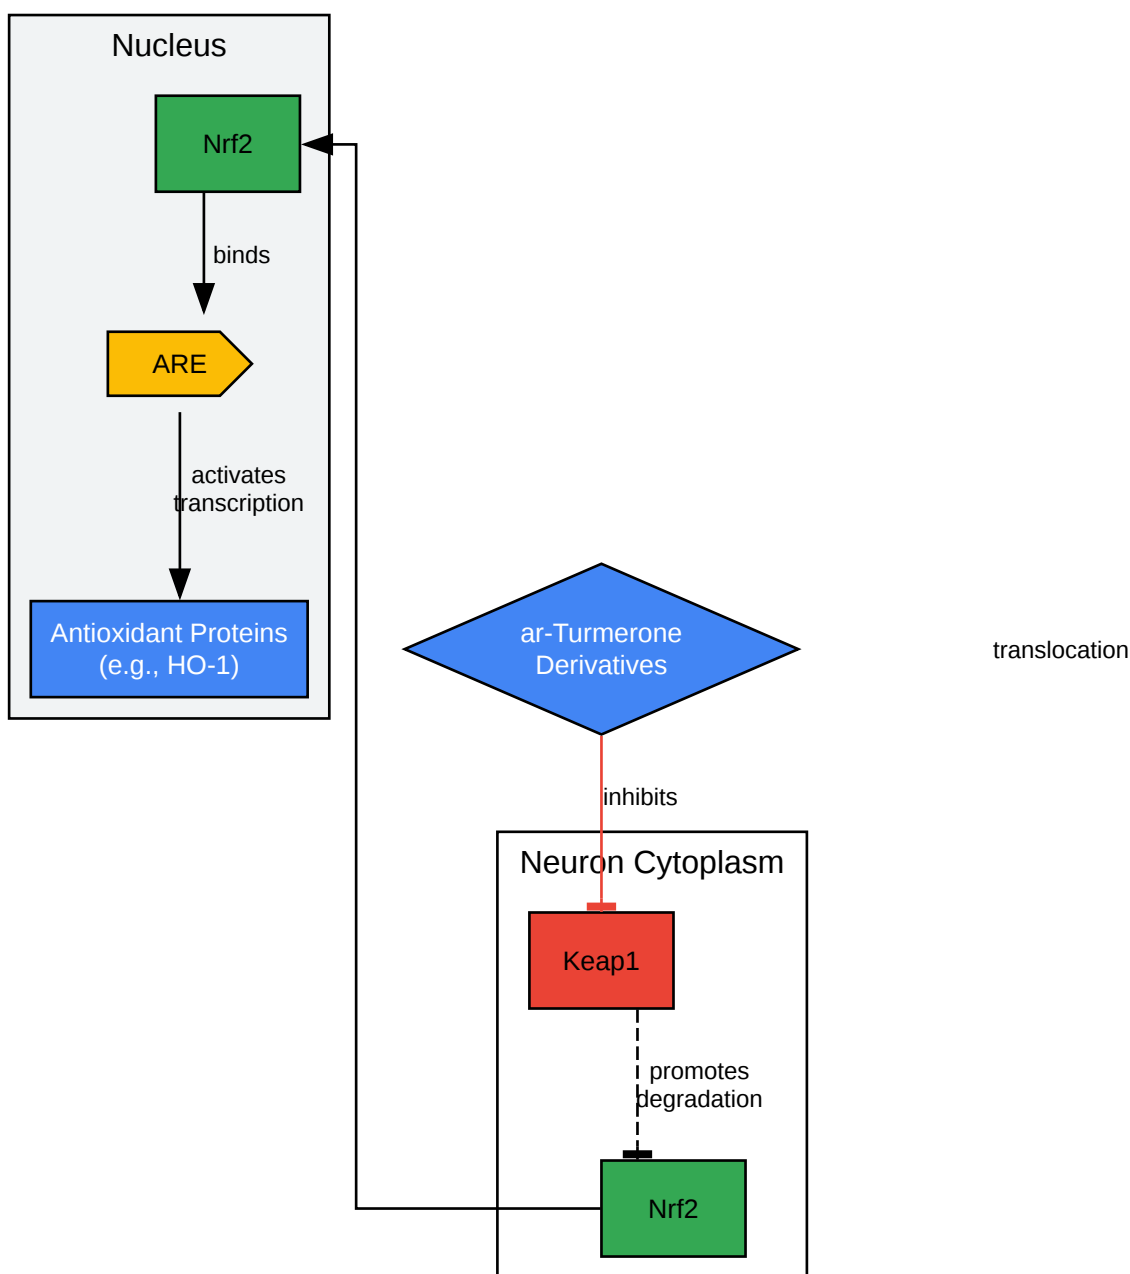 Nucleus
Nrf2
binds
ARE
activates
transcription
Antioxidant Proteins
(e.g., HO-1)
ar-Turmerone
Derivatives
translocation
inhibits
Neuron Cytoplasm
Keap1
promotes
degradation
Nrf2